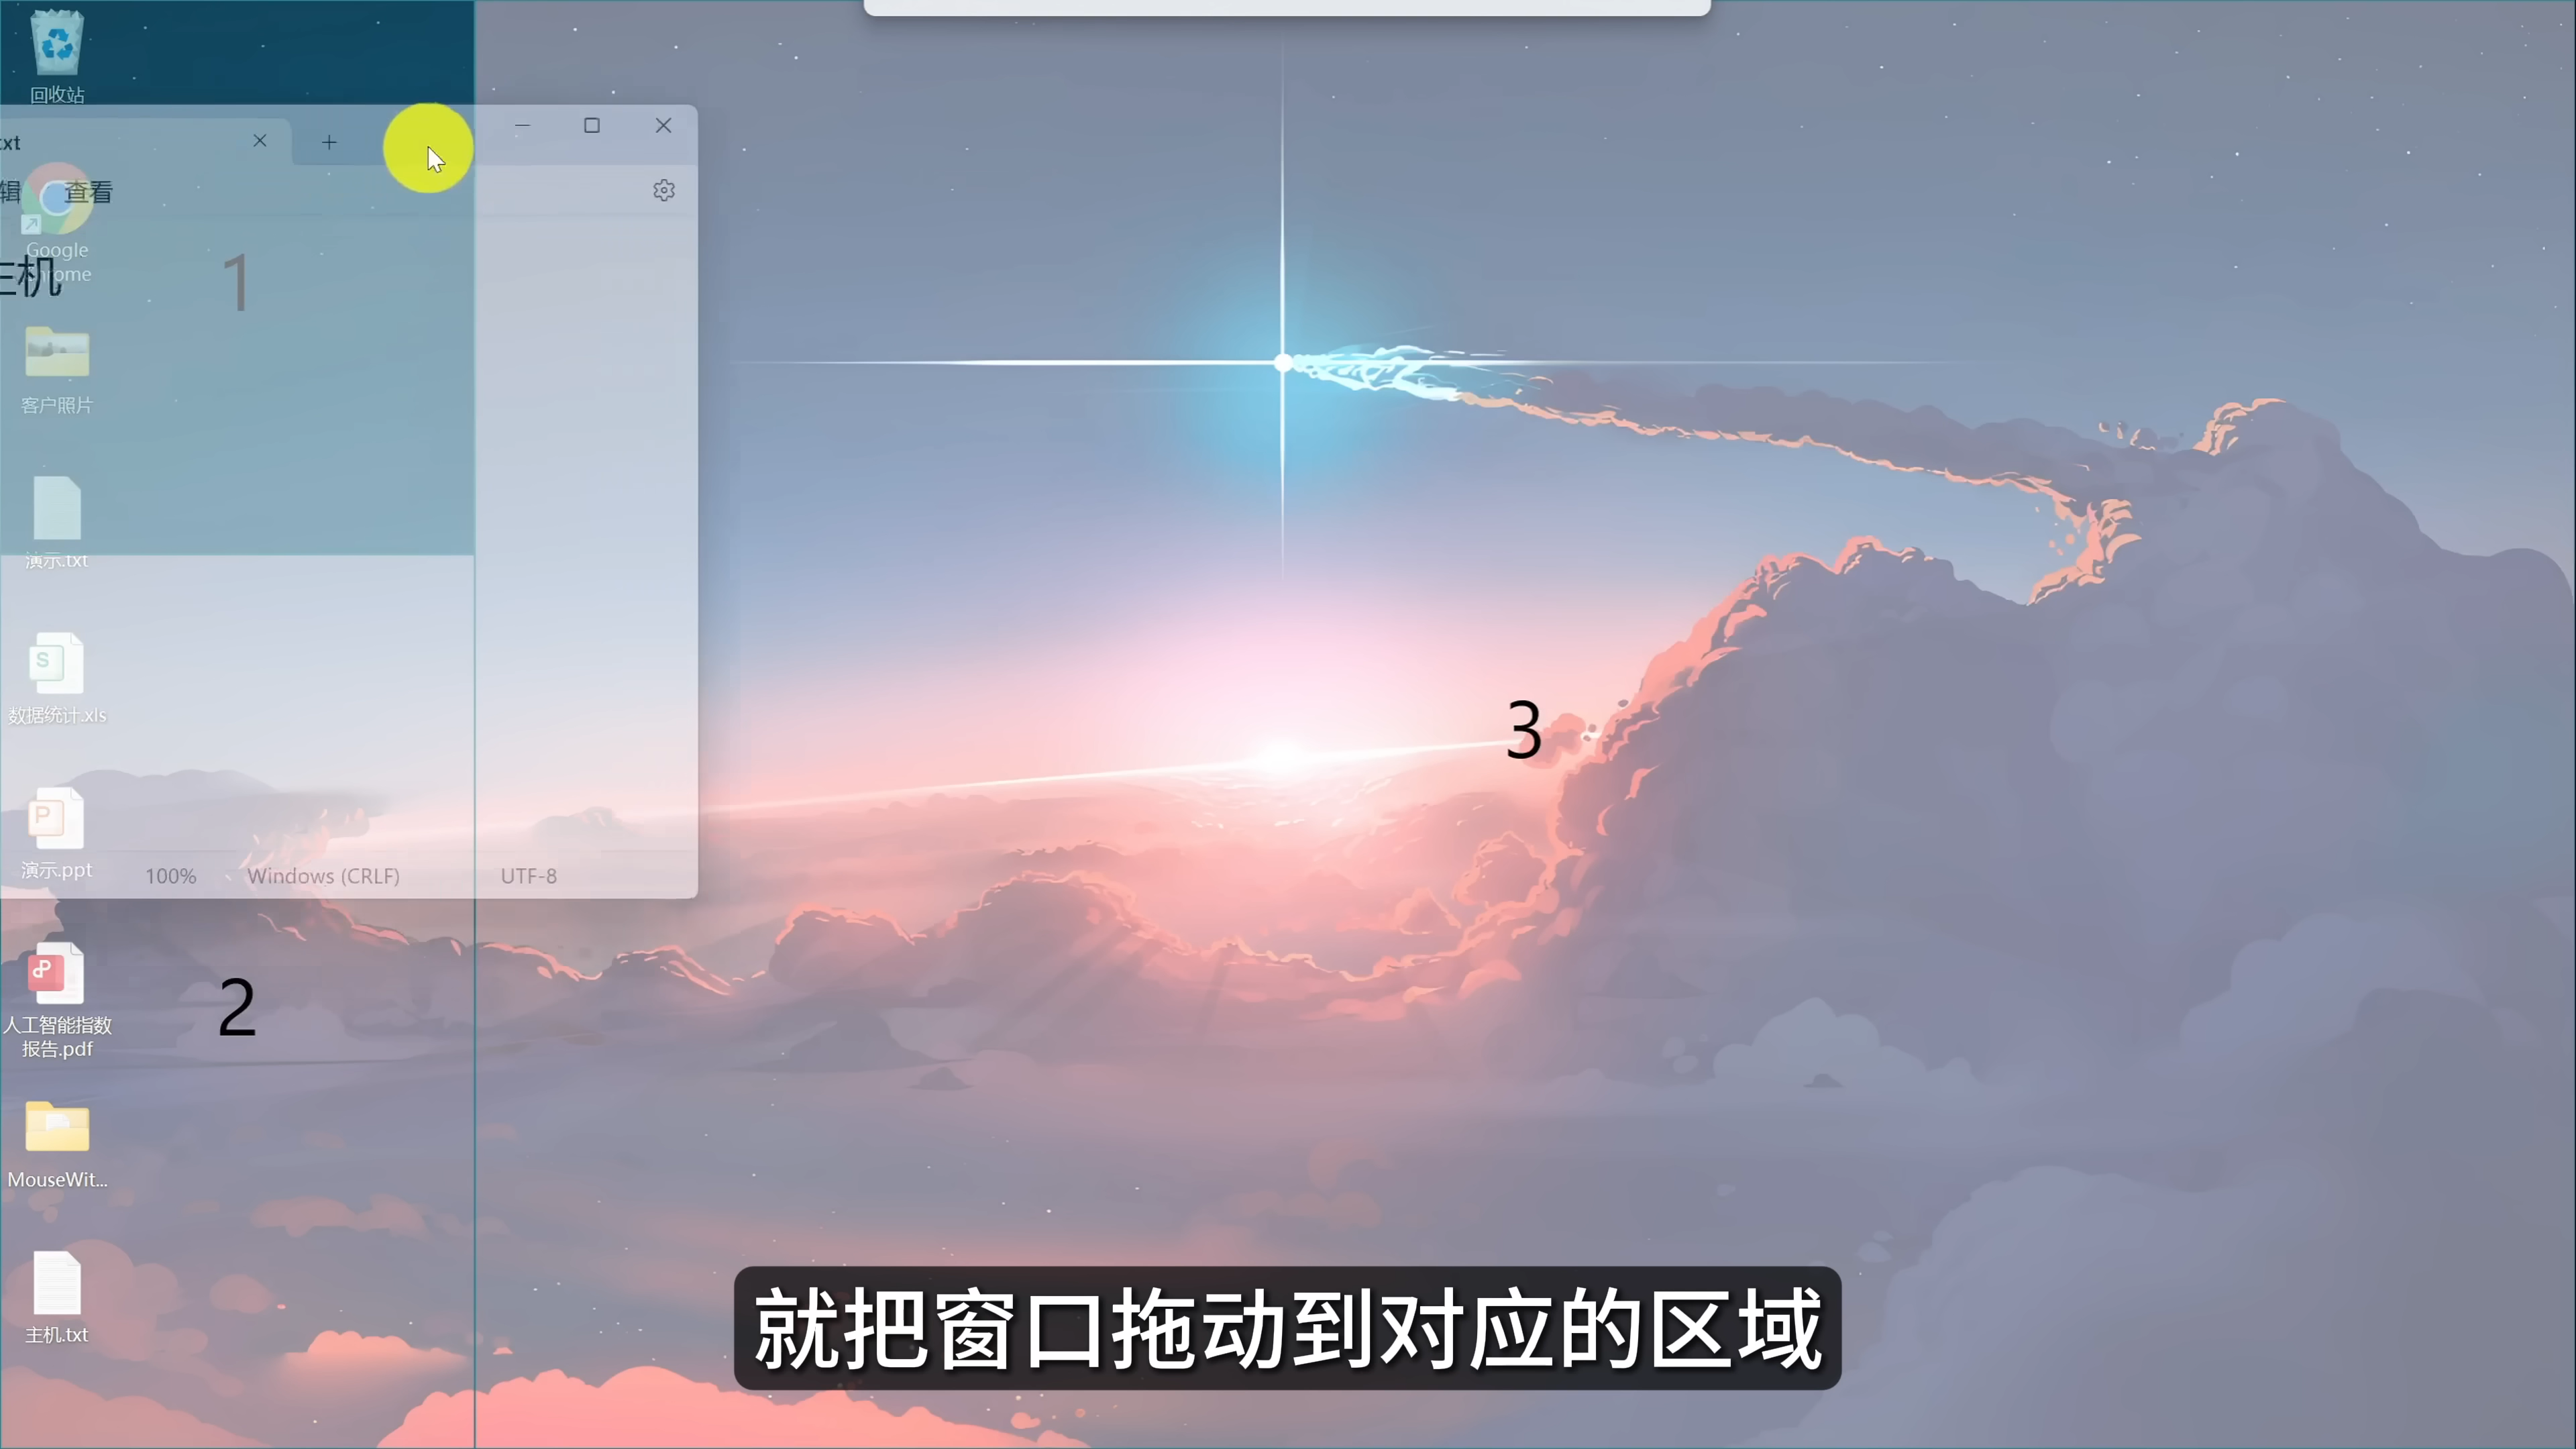 回收站
txt
辑 查看
Google
Chrome
主机
1
客户照片
演示.txt
S
数据统计.xls
P
演示.ppt
100% Windows (CRLF) UTF-8
3
人工智能指数
报告.pdf
2
MouseWit...
主机.txt
就把窗口拖动到对应的区域